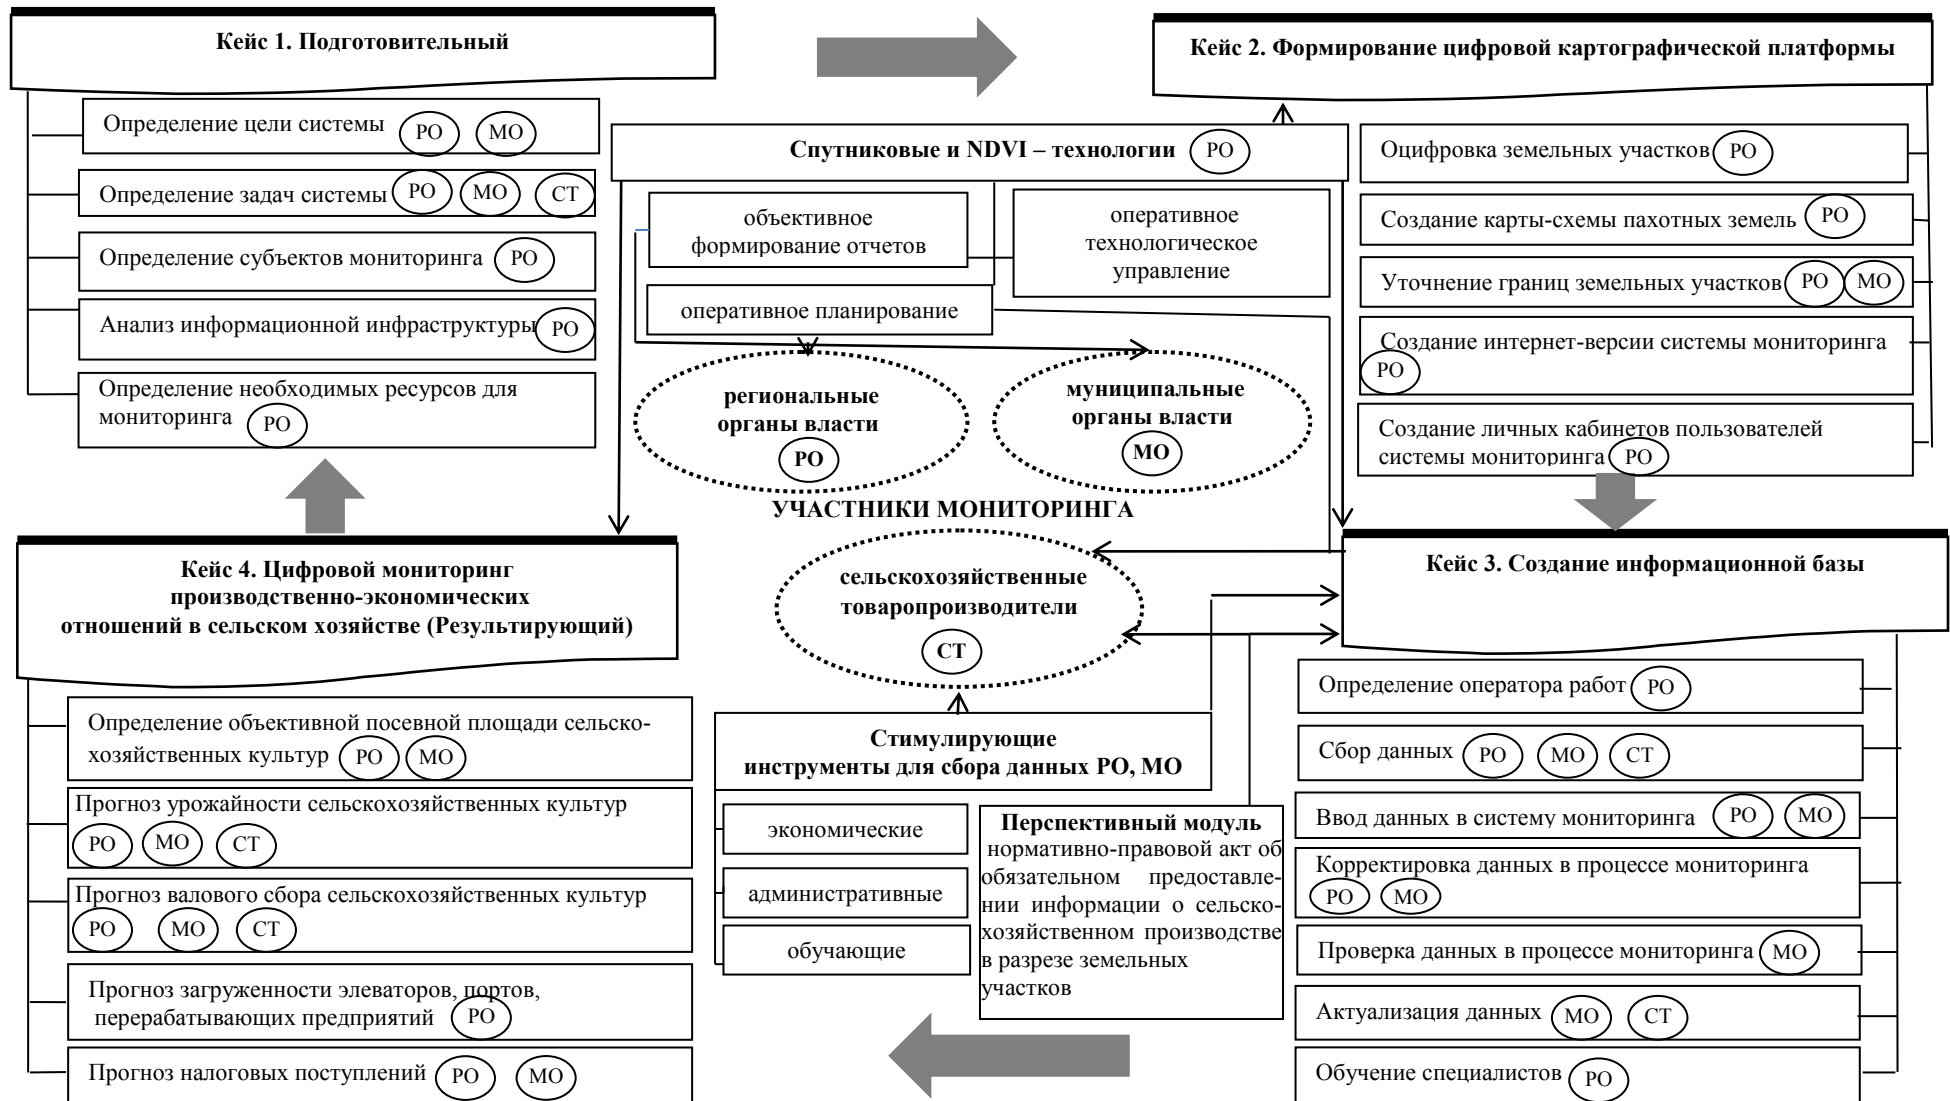 Кейс 1. Подготовительный
Определение цели системы РО МО
Определение задач системы РО МО СТ
Определение субъектов мониторинга РО
Анализ информационной инфраструктуры РО
Определение необходимых ресурсов для
мониторинга РО
Спутниковые и NDVI – технологии РО
объективное
формирование отчетов
оперативное
технологическое
управление
оперативное планирование
региональные
органы власти
РО
муниципальные
органы власти
МО
УЧАСТНИКИ МОНИТОРИНГА
сельскохозяйственные
товаропроизводители
СТ
Кейс 2. Формирование цифровой картографической платформы
Оцифровка земельных участков РО
Создание карты-схемы пахотных земель РО
Уточнение границ земельных участков РО МО
Создание интернет-версии системы мониторинга
РО
Создание личных кабинетов пользователей
системы мониторинга РО
Кейс 4. Цифровой мониторинг
производственно-экономических
отношений в сельском хозяйстве (Результирующий)
Определение объективной посевной площади сельско-
хозяйственных культур РО МО
Прогноз урожайности сельскохозяйственных культур
РО МО СТ
Прогноз валового сбора сельскохозяйственных культур
РО МО СТ
Прогноз загруженности элеваторов, портов,
перерабатывающих предприятий РО
Прогноз налоговых поступлений РО МО
Стимулирующие
инструменты для сбора данных РО, МО
экономические
административные
обучающие
Перспективный модуль
нормативно-правовой акт об
обязательном предоставле-
нии информации о сельско-
хозяйственном производстве
в разрезе земельных
участков
Кейс 3. Создание информационной базы
Определение оператора работ РО
Сбор данных РО МО СТ
Ввод данных в систему мониторинга РО МО
Корректировка данных в процессе мониторинга
РО МО
Проверка данных в процессе мониторинга МО
Актуализация данных МО СТ
Обучение специалистов РО